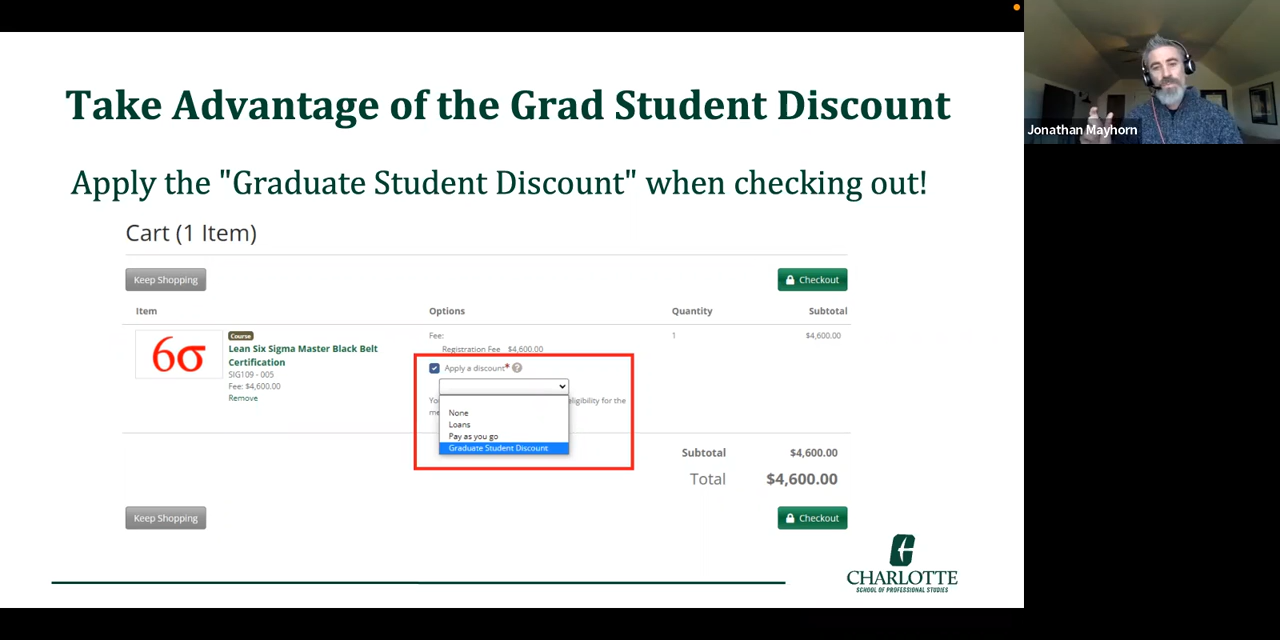 Take Advantage of the Grad Student Discount
Jonathan Mayhorn
Apply the "Graduate Student Discount" when checking out!
Cart (1 Item)
Keep Shopping
Checkout
Item Options Quantity Subtotal
6σ
Course
Lean Six Sigma Master Black Belt
Certification
SIG109 - 005
Fee: $4,600.00
Remove
Fee:
Registration Fee $4,600.00
1
$4,600.00
Apply a discount*
?
eligibility for the
None
Loans
Pay as you go
Graduate Student Discount
Subtotal $4,600.00
Total $4,600.00
Keep Shopping
Checkout
CHARLOTTE
SCHOOL OF PROFESSIONAL STUDIES